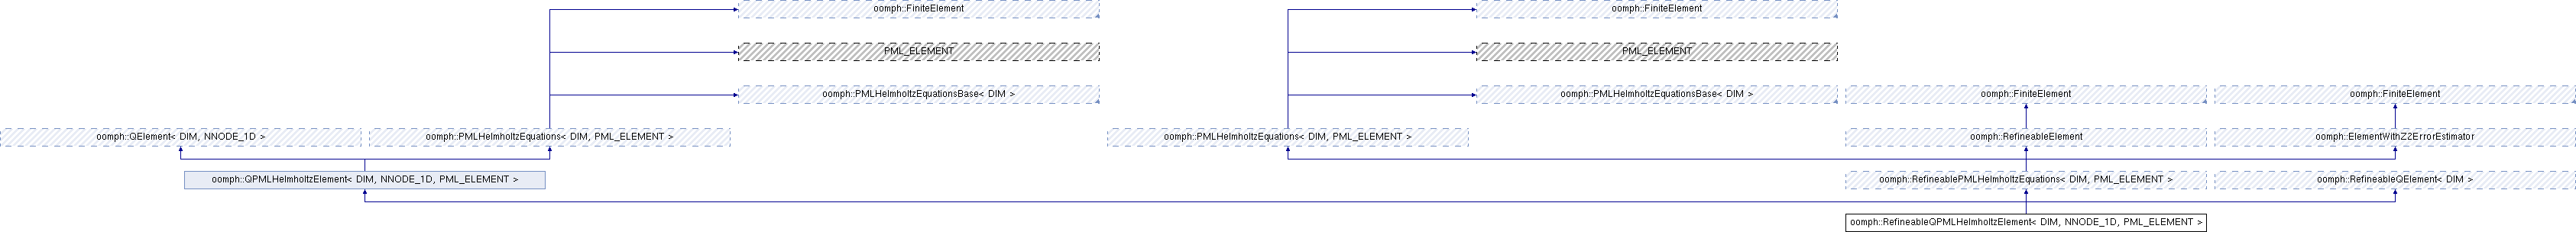 oomph::FiniteElement
oomph::FiniteElement
PML_ELEMENT
PML_ELEMENT
oomph::PMLHelmholtzEquationsBase< DIM >
oomph::PMLHelmholtzEquationsBase< DIM >
oomph::FiniteElement
oomph::FiniteElement
oomph::QElement< DIM, NNODE_1D >
oomph::PMLHelmholtzEquations< DIM, PML_ELEMENT >
oomph::PMLHelmholtzEquations< DIM, PML_ELEMENT >
oomph::RefineableElement
oomph::ElementWithZ2ErrorEstimator
oomph::QPMLHelmholtzElement< DIM, NNODE_1D, PML_ELEMENT >
oomph::RefineablePMLHelmholtzEquations< DIM, PML_ELEMENT >
oomph::RefineableQElement< DIM >
oomph::RefineableQPMLHelmholtzElement< DIM, NNODE_1D, PML_ELEMENT >